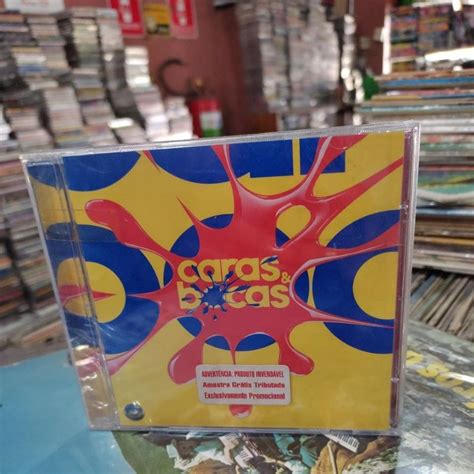 caras &
bocas
ADVERTÊNCIA: PRODUTO INVENDÁVEL
Amostra Grátis Tributada
Exclusivamente Promocional